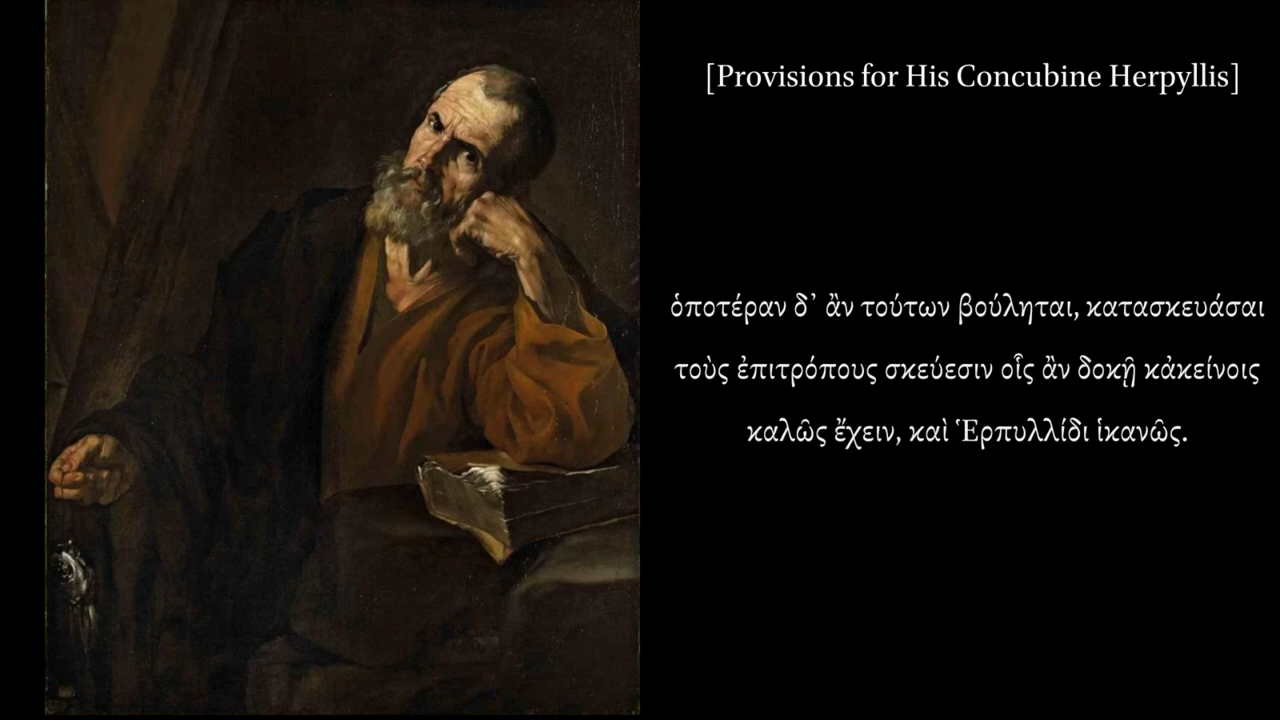 [Provisions for His Concubine Herpyllis]
ὁποτέραν δ᾽ ἂν τούτων βούληται, κατασκευάσαι
τοὺς ἐπιτρόπους σκεύεσιν οἷς ἂν δοκῇ κἀκείνοις
καλῶς ἔχειν, καὶ Ἑρπυλλίδι ἱκανῶς.